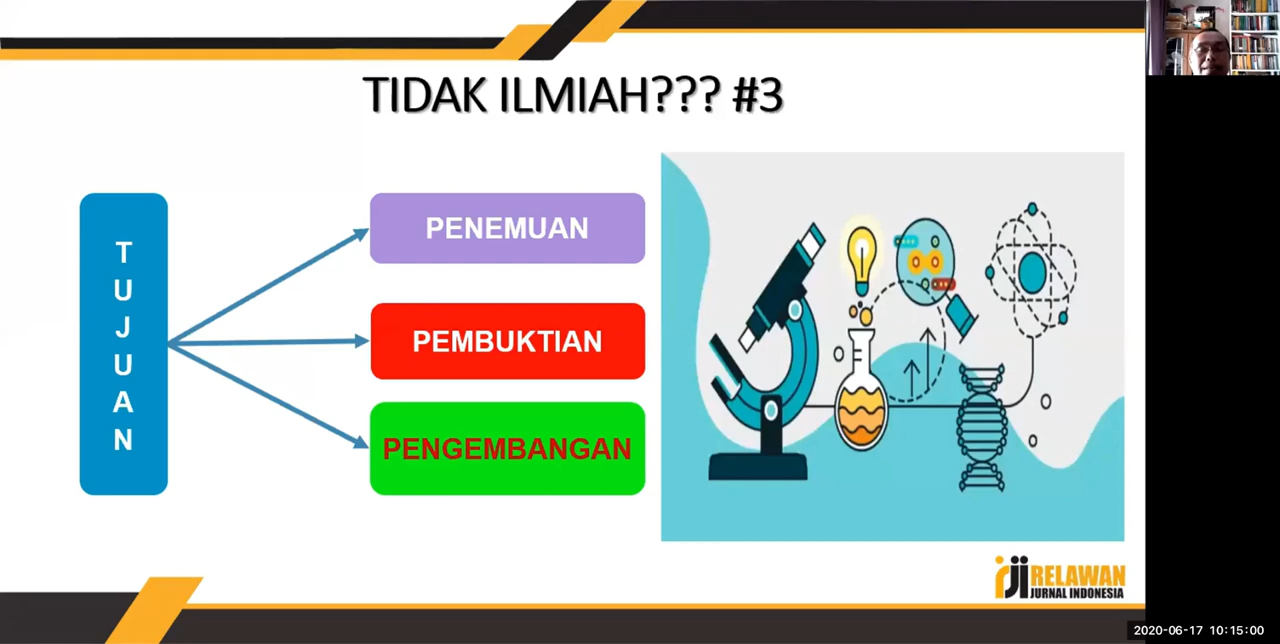 TIDAK ILMIAH??? #3
TUJUAN
PENEMUAN
PEMBUKTIAN
PENGEMBANGAN
RELAWAN
JURNAL INDONESIA
2020-06-17 10:15:00